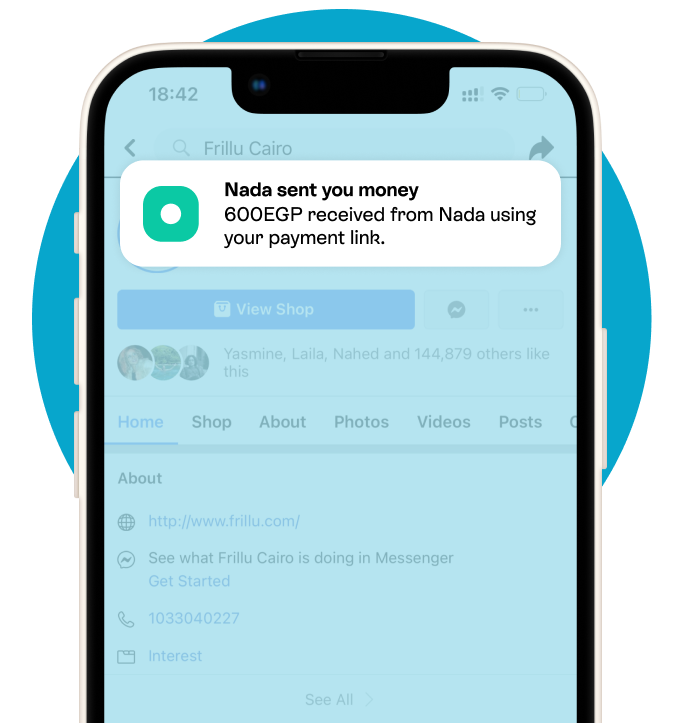 18:42
Frillu Cairo
Nada sent you money
600EGP received from Nada using
your payment link.
View Shop
Yasmine, Laila, Nahed and 144,879 others like
this
Home Shop About Photos Videos Posts
About
http://www.frillu.com/
See what Frillu Cairo is doing in Messenger
Get Started
1033040227
Interest
See All